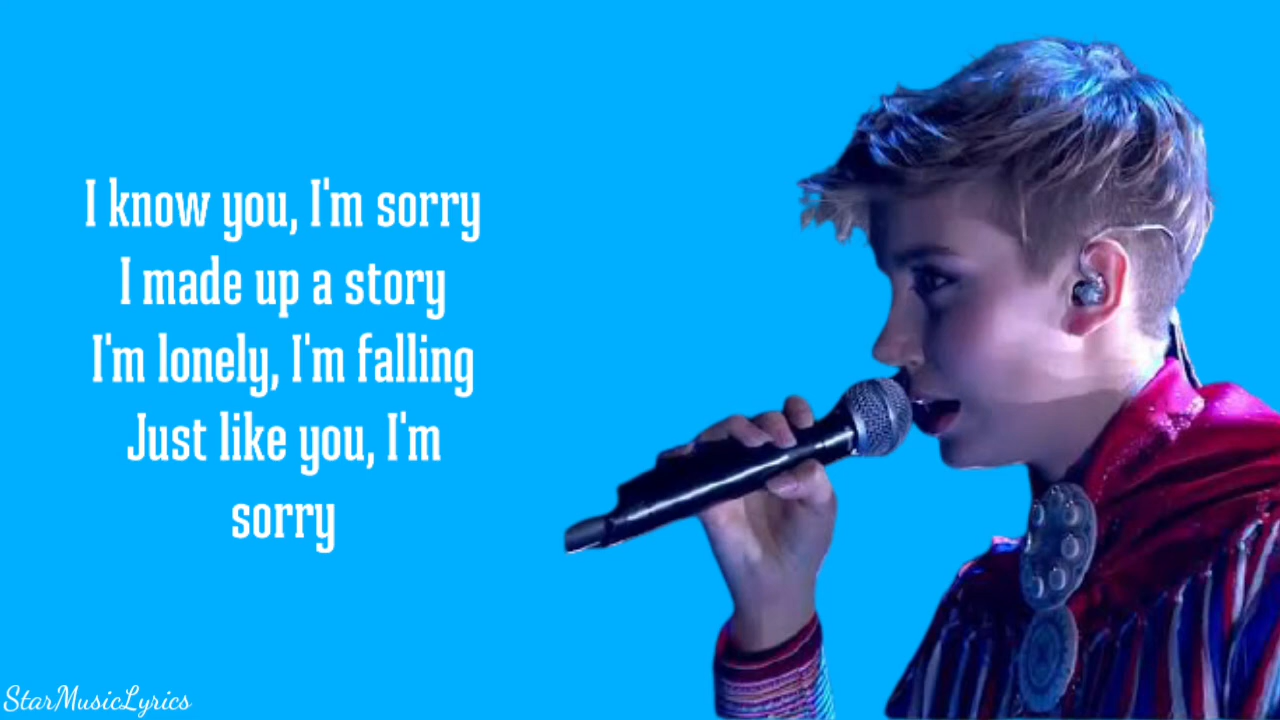 I know you, I'm sorry
I made up a story
I'm lonely, I'm falling
Just like you, I'm
sorry
StarMusicLyrics